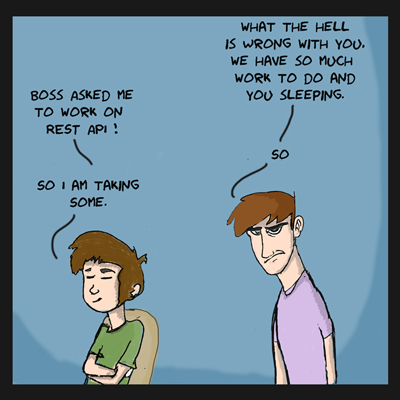 WHAT THE HELL
IS WRONG WITH YOU,
WE HAVE SO MUCH
WORK TO DO AND
YOU SLEEPING.
SO
BOSS ASKED ME
TO WORK ON
REST API !
SO I AM TAKING
SOME.